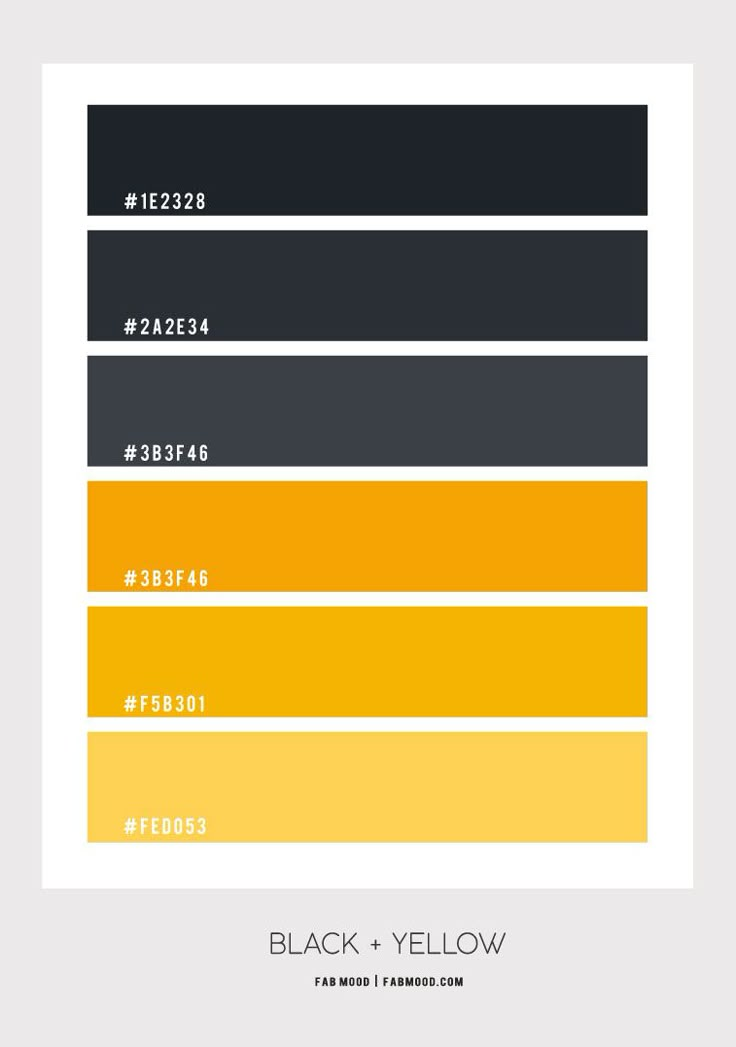 #1E2328
#2A2E34
#3B3F46
#3B3F46
#F5B301
#FED053
BLACK + YELLOW
FAB MOOD | FABMOOD.COM